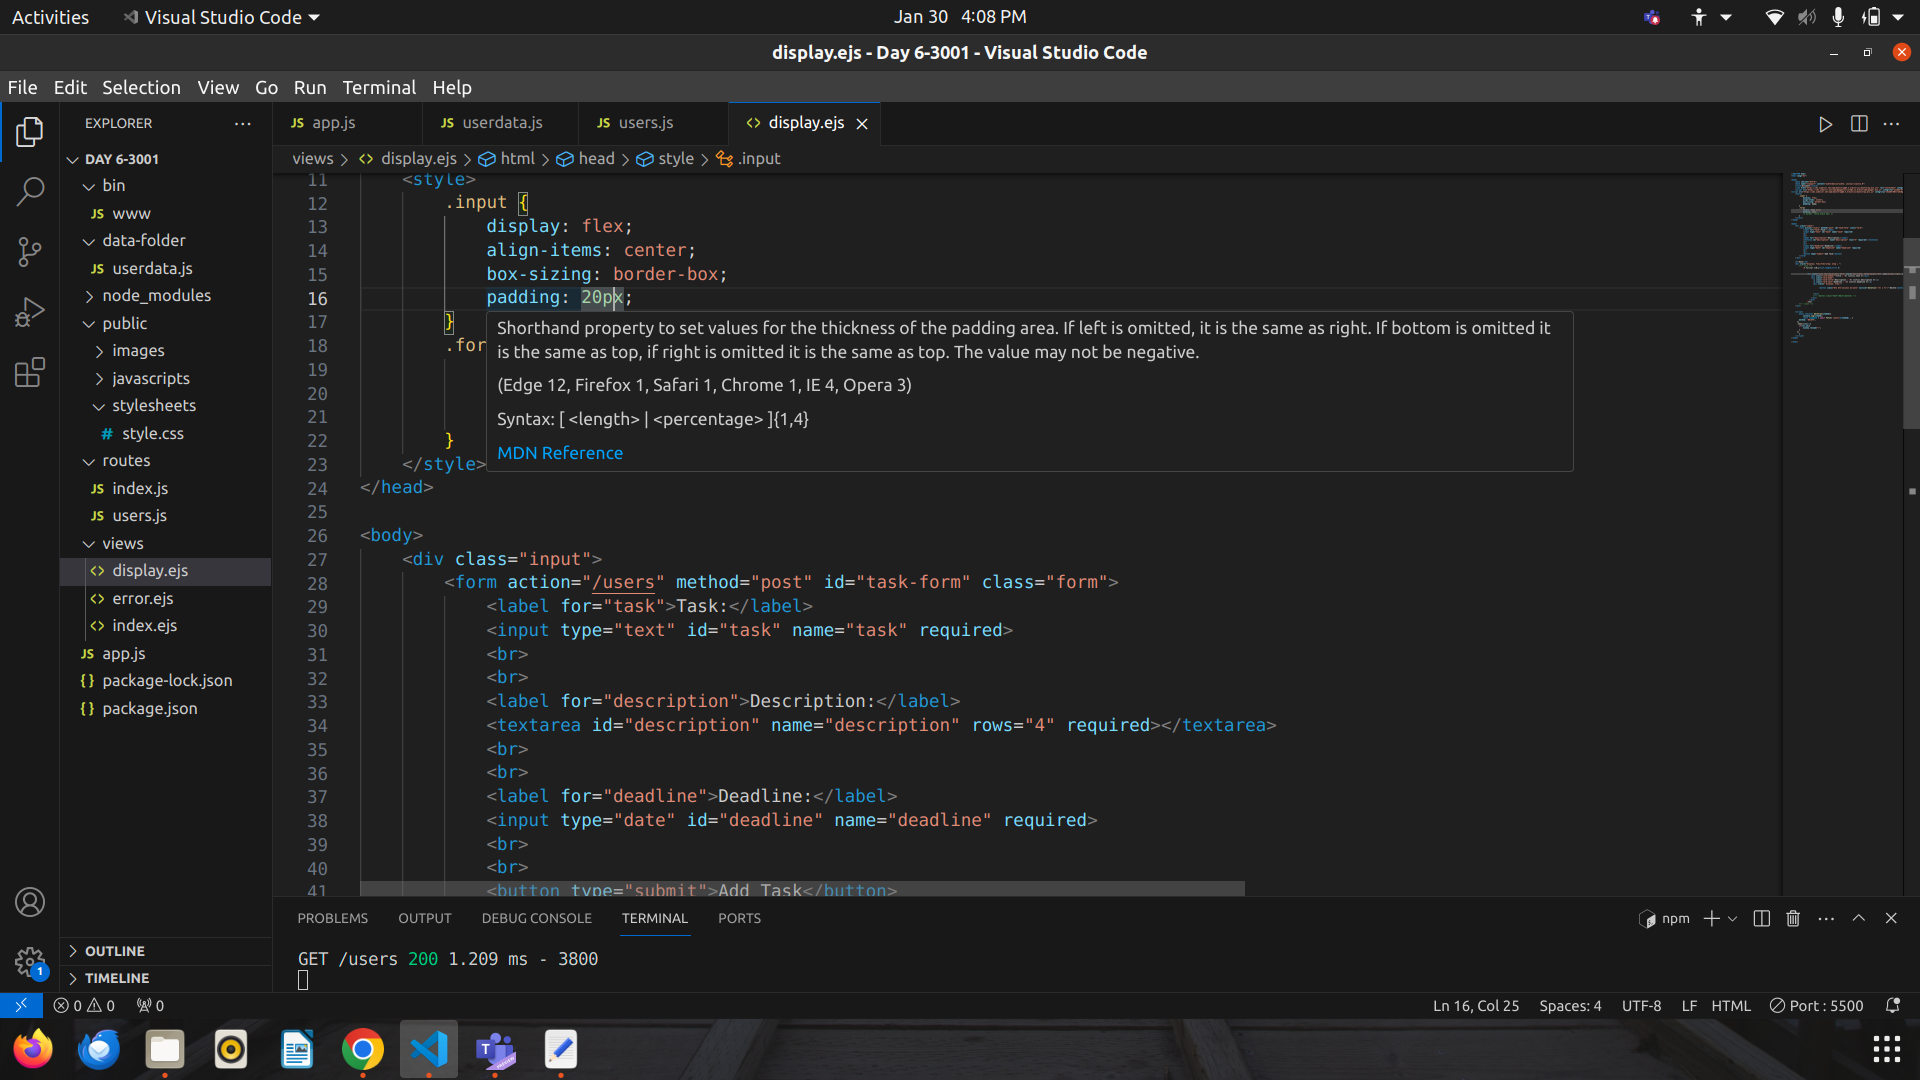 Activities
Visual Studio Code
Jan 30 4:08 PM
display.ejs - Day 6-3001 - Visual Studio Code
File Edit Selection View Go Run Terminal Help
EXPLORER
DAY 6-3001
bin
JS www
data-folder
JS userdata.js
node_modules
public
images
javascripts
stylesheets
# style.css
routes
JS index.js
JS users.js
views
<> display.ejs
<> error.ejs
<> index.ejs
JS app.js
{} package-lock.json
{} package.json
OUTLINE
TIMELINE
JS app.js
JS userdata.js
JS users.js
<> display.ejs
views > <> display.ejs > html > head > style > .input
11 <style>
12 .input {
13 display: flex;
14 align-items: center;
15 box-sizing: border-box;
16 padding: 20px;
17 }
18 .for
19
20
21
22 }
23 </style>
24 </head>
25
26 <body>
27 <div class="input">
28 <form action="/users" method="post" id="task-form" class="form">
29 <label for="task">Task:</label>
30 <input type="text" id="task" name="task" required>
31 <br>
32 <br>
33 <label for="description">Description:</label>
34 <textarea id="description" name="description" rows="4" required></textarea>
35 <br>
36 <br>
37 <label for="deadline">Deadline:</label>
38 <input type="date" id="deadline" name="deadline" required>
39 <br>
40 <br>
41 <button type="submit">Add Task</button>
Shorthand property to set values for the thickness of the padding area. If left is omitted, it is the same as right. If bottom is omitted it
is the same as top, if right is omitted it is the same as top. The value may not be negative.
(Edge 12, Firefox 1, Safari 1, Chrome 1, IE 4, Opera 3)
Syntax: [ <length> | <percentage> ]{1,4}
MDN Reference
PROBLEMS OUTPUT DEBUG CONSOLE TERMINAL PORTS
npm
GET /users 200 1.209 ms - 3800
1
0 0 0
Ln 16, Col 25 Spaces: 4 UTF-8 LF HTML Port : 5500